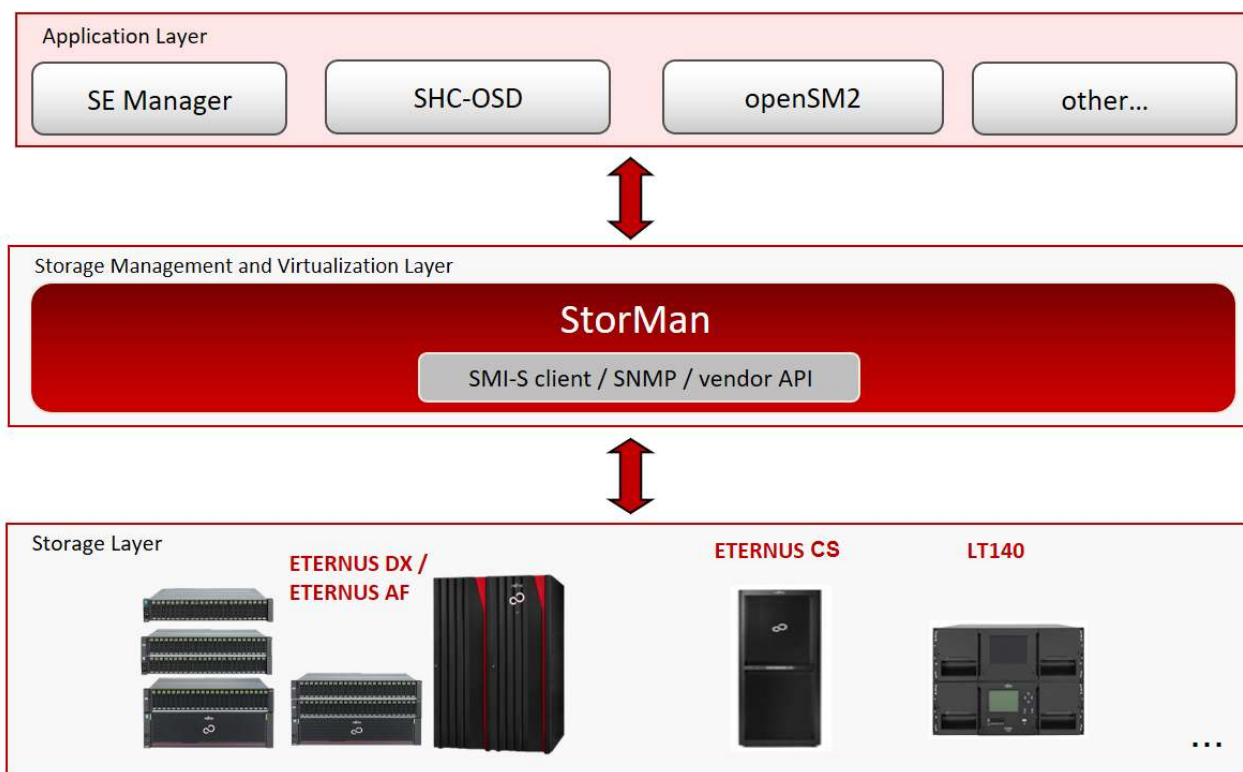 Application Layer
SE Manager
SHC-OSD
openSM2
other...
Storage Management and Virtualization Layer
StorMan
SMI-S client / SNMP / vendor API
Storage Layer
ETERNUS DX /
ETERNUS AF
ETERNUS CS
LT140
...